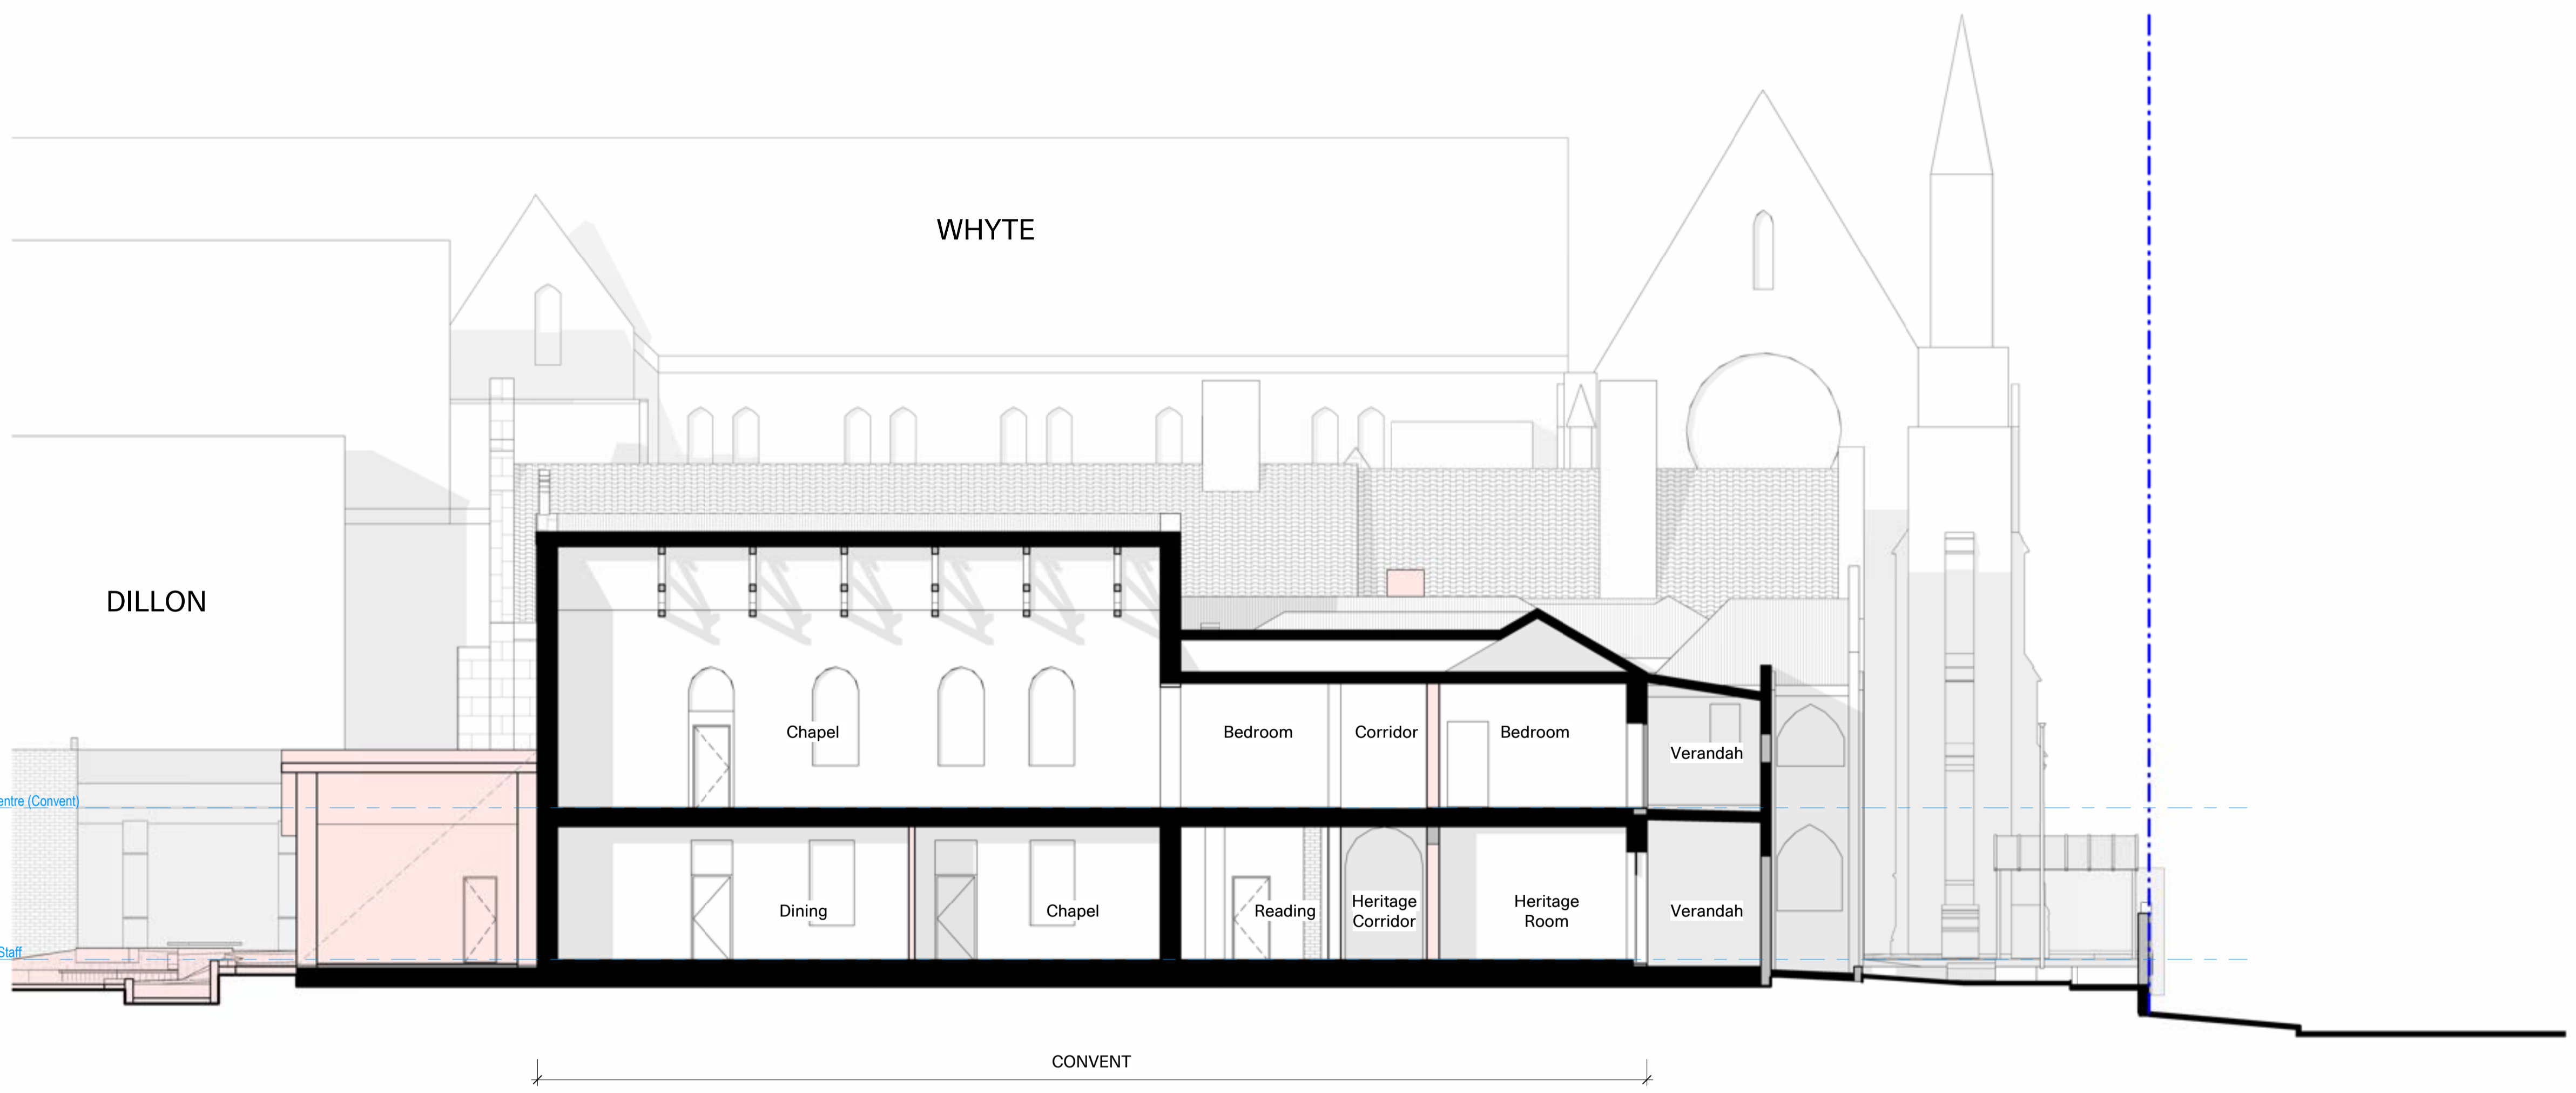 WHYTE
DILLON
Chapel
Bedroom
Corridor
Bedroom
Verandah
entre (Convent)
Dining
Chapel
Reading
Heritage
Corridor
Heritage
Room
Verandah
Staff
CONVENT